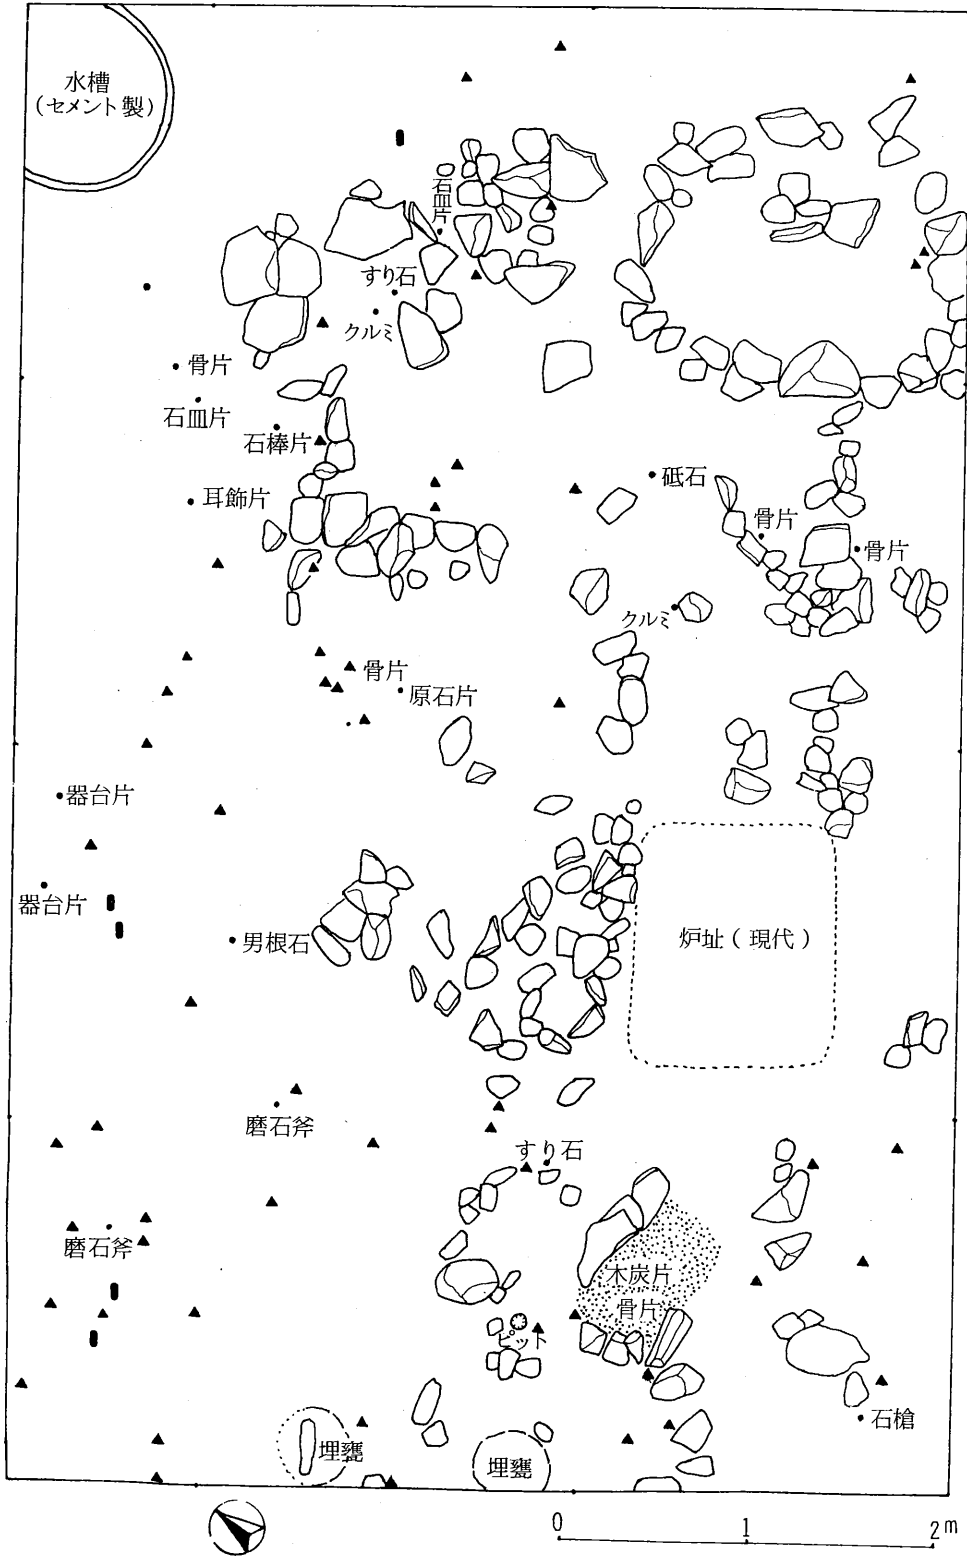 水槽
(セメント製)
石皿片
すり石
クルミ
骨片
石皿片
石棒片
耳飾片
砥石
骨片
骨片
クルミ
骨片
原石片
器台片
器台片
男根石
炉址(現代)
磨石斧
すり石
磨石斧
木炭片
骨片
ピット
石槍
埋甕
埋甕
0 1 2m